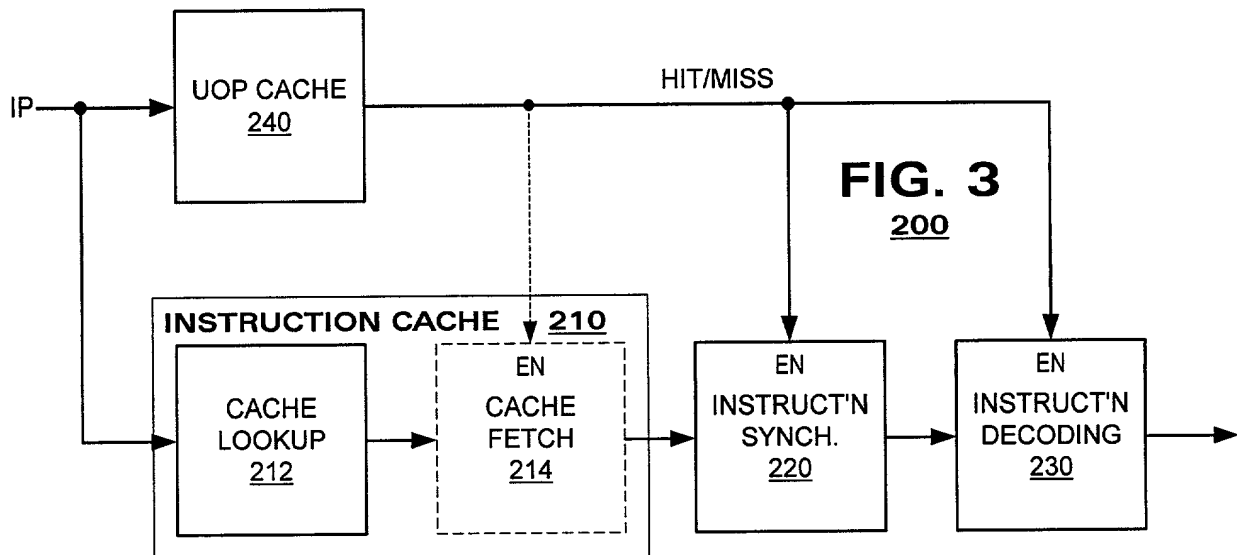 IP
UOP CACHE
240
HIT/MISS
FIG. 3
200
INSTRUCTION CACHE 210
CACHE
LOOKUP
212
EN
CACHE
FETCH
214
EN
INSTRUCT'N
SYNCH.
220
EN
INSTRUCT'N
DECODING
230